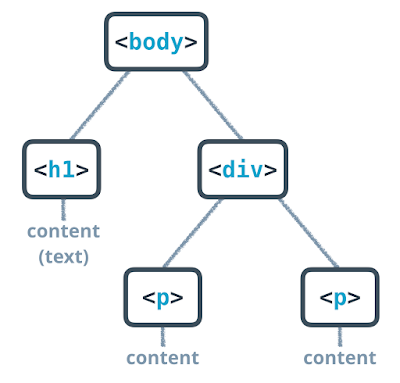 <body>
<h1>
<div>
content
(text)
<p>
<p>
content
content